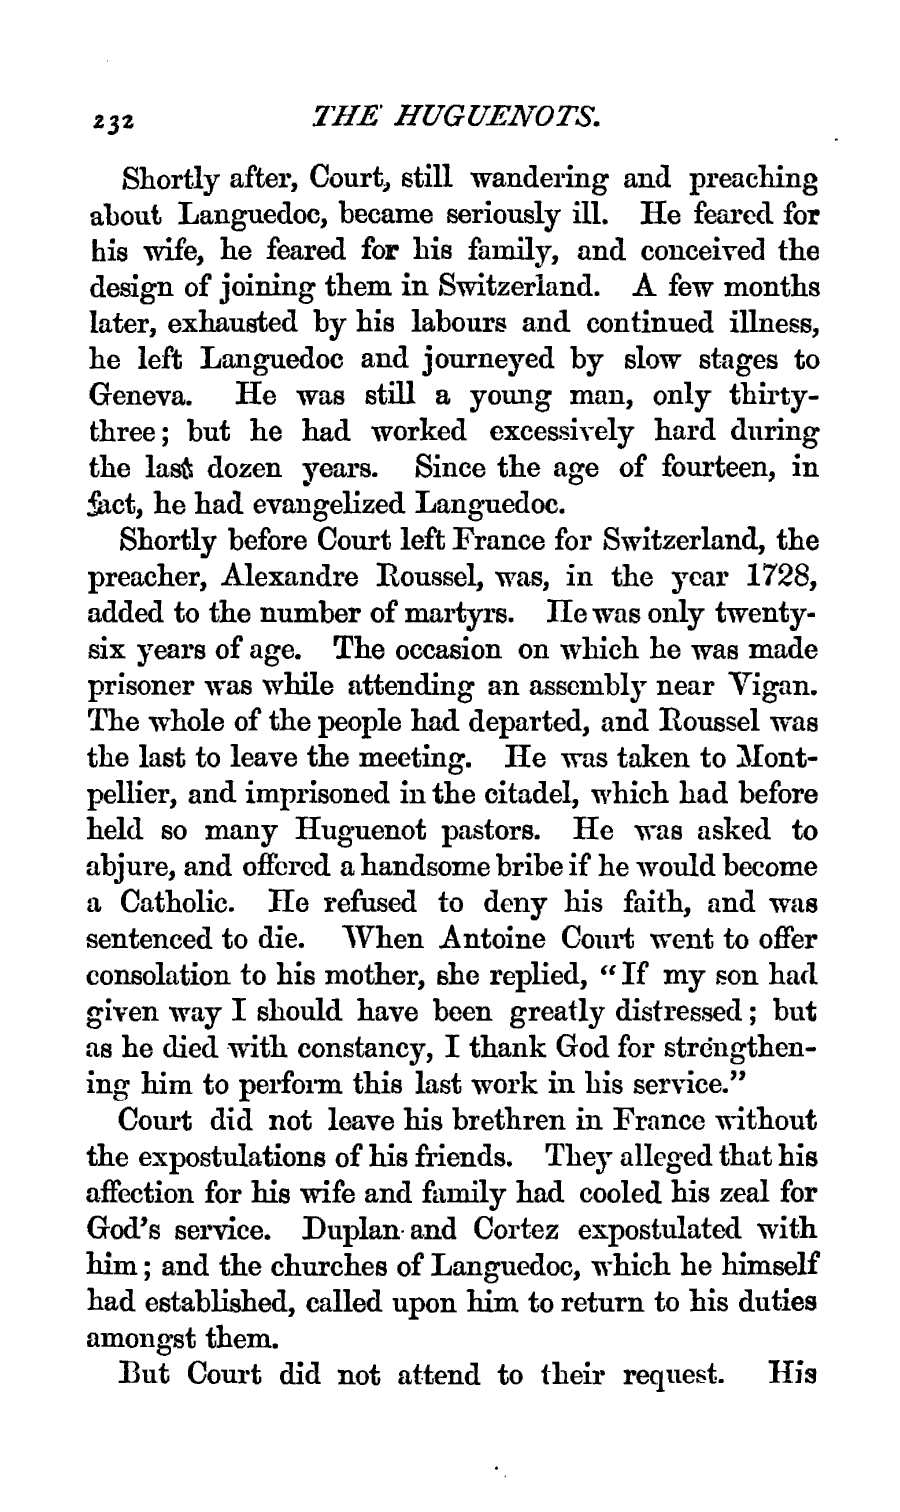 232 THE HUGUENOTS.
Shortly after, Court, still wandering and preaching
about Languedoc, became seriously ill. He feared for
his wife, he feared for his family, and conceived the
design of joining them in Switzerland. A few months
later, exhausted by his labours and continued illness,
he left Languedoc and journeyed by slow stages to
Geneva. He was still a young man, only thirty-
three; but he had worked excessively hard during
the last dozen years. Since the age of fourteen, in
fact, he had evangelized Languedoc.
Shortly before Court left France for Switzerland, the
preacher, Alexandre Roussel, was, in the year 1728,
added to the number of martyrs. He was only twenty-
six years of age. The occasion on which he was made
prisoner was while attending an assembly near Vigan.
The whole of the people had departed, and Roussel was
the last to leave the meeting. He was taken to Mont-
pellier, and imprisoned in the citadel, which had before
held so many Huguenot pastors. He was asked to
abjure, and offered a handsome bribe if he would become
a Catholic. He refused to deny his faith, and was
sentenced to die. When Antoine Court went to offer
consolation to his mother, she replied, "If my son had
given way I should have been greatly distressed; but
as he died with constancy, I thank God for strengthen-
ing him to perform this last work in his service."
Court did not leave his brethren in France without
the expostulations of his friends. They alleged that his
affection for his wife and family had cooled his zeal for
God's service. Duplan and Cortez expostulated with
him; and the churches of Languedoc, which he himself
had established, called upon him to return to his duties
amongst them.
But Court did not attend to their request. His